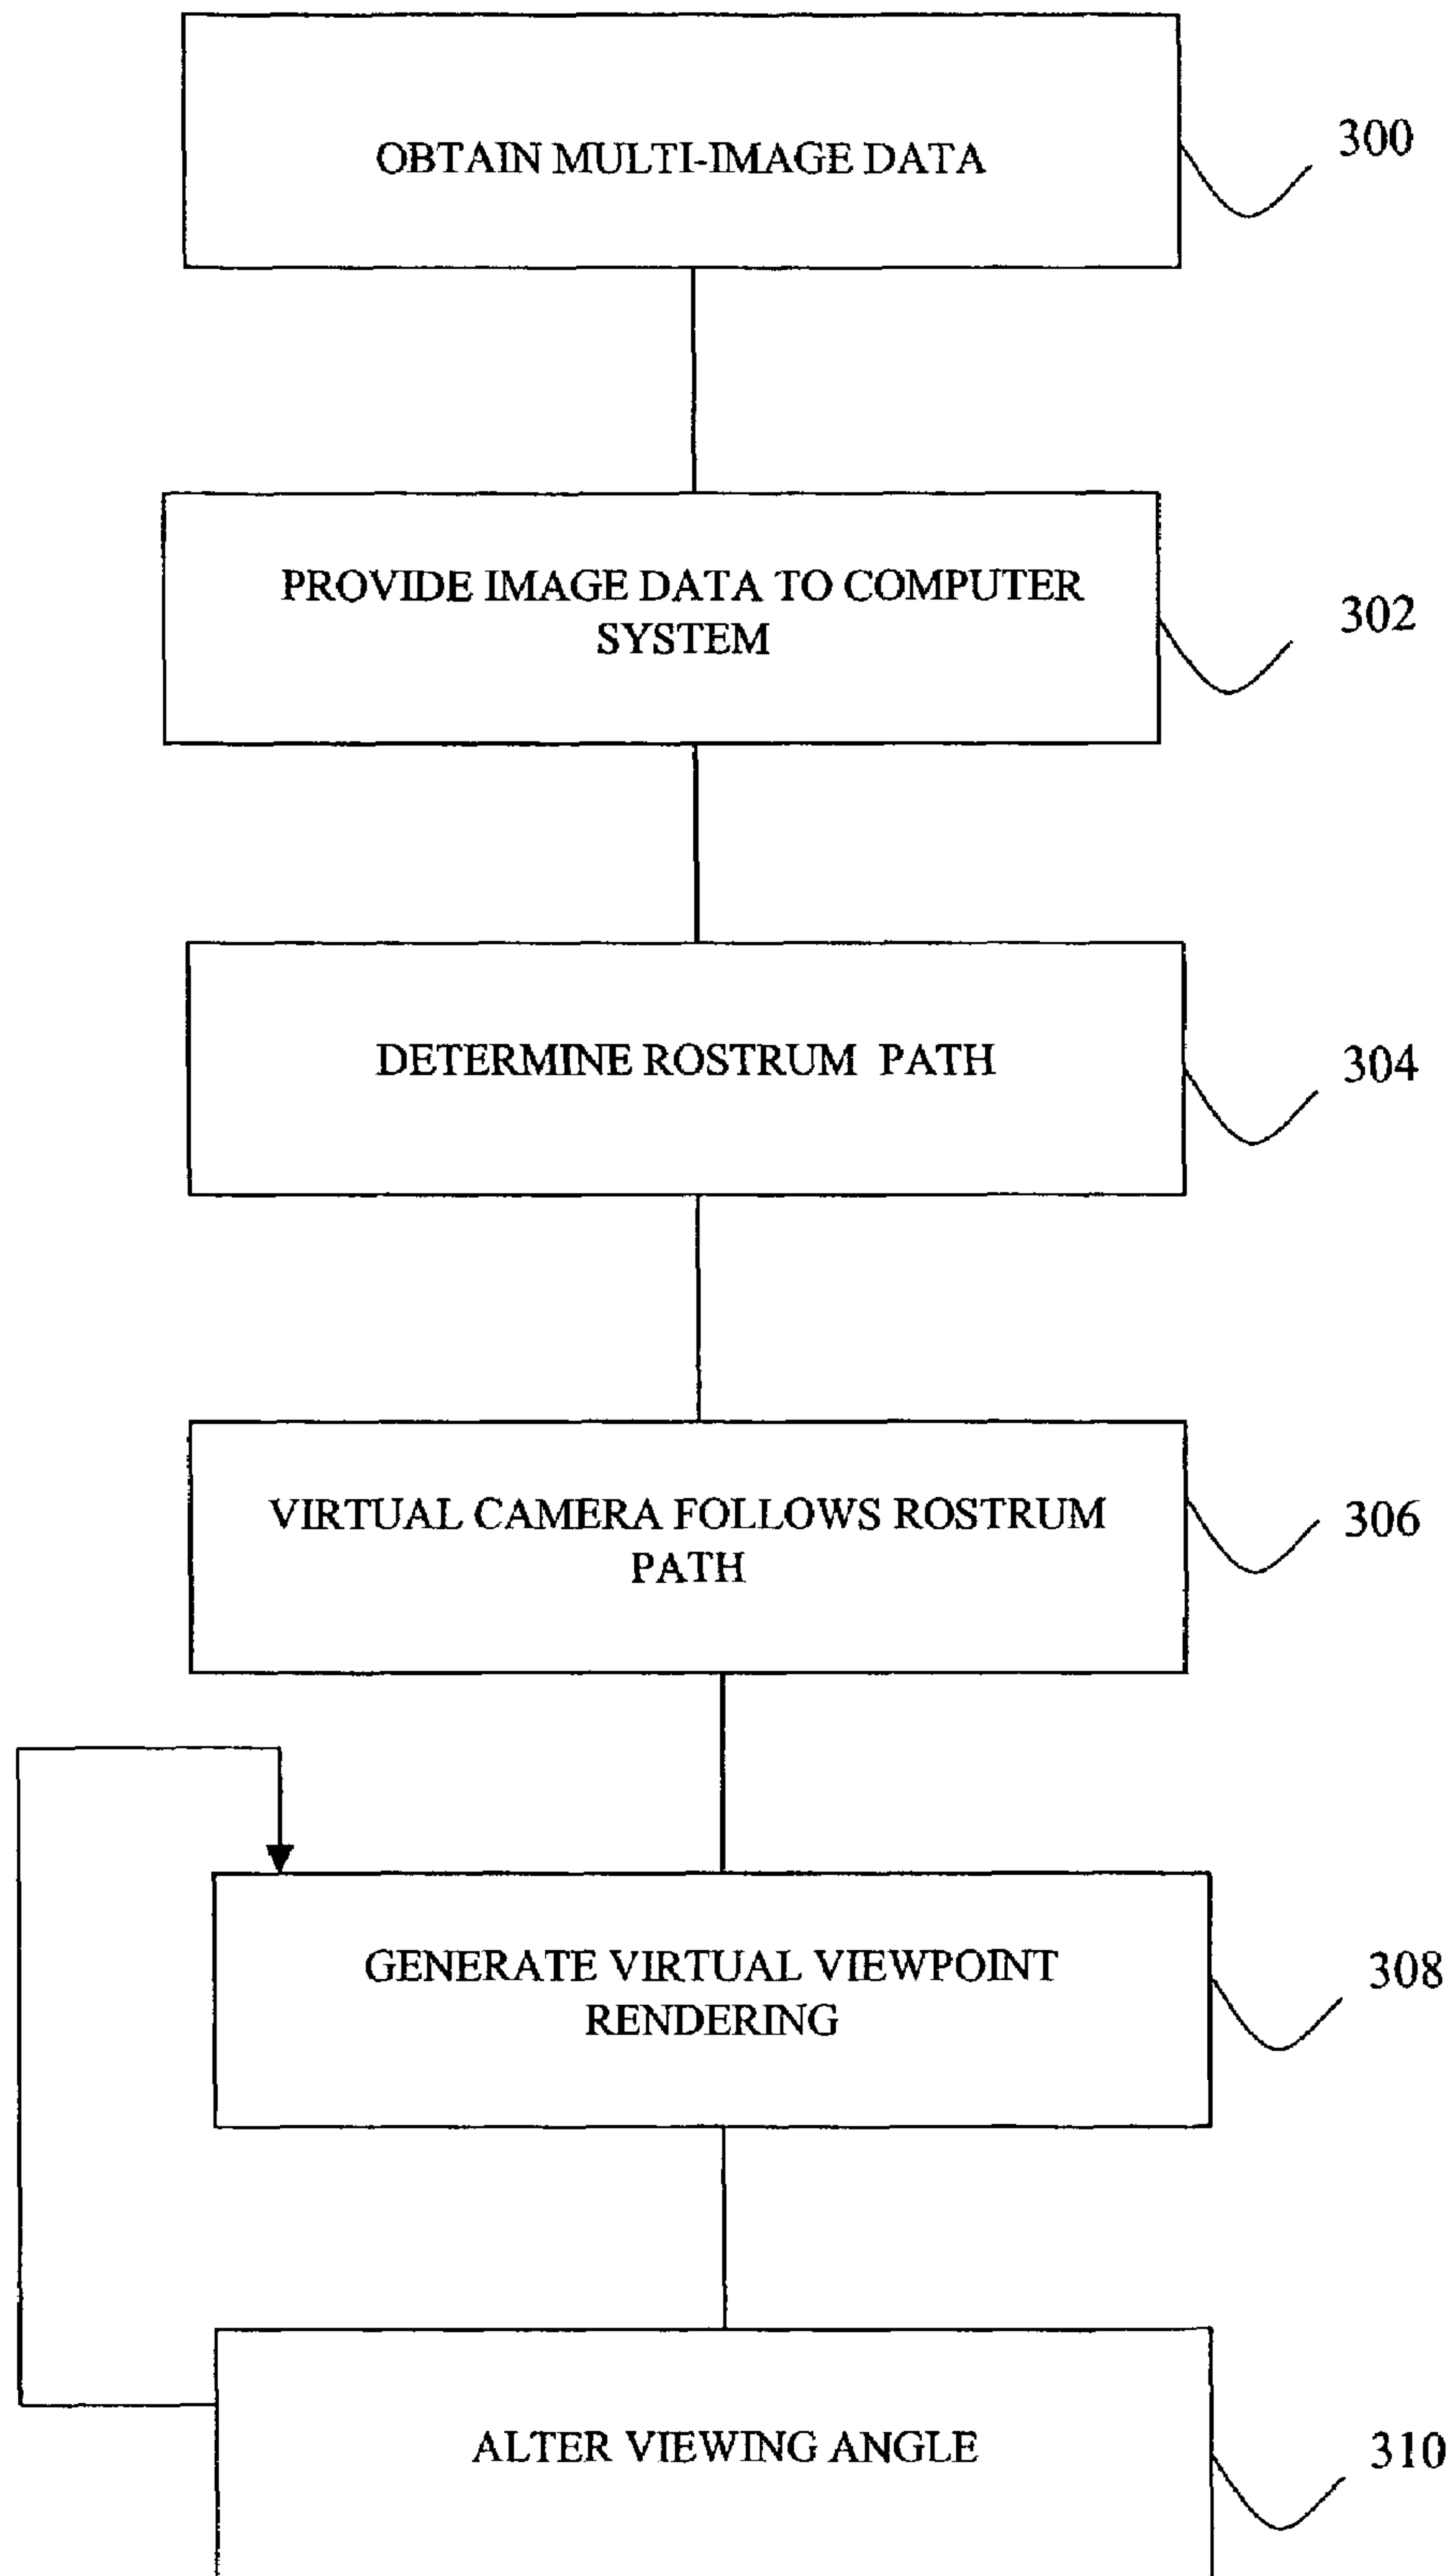 OBTAIN MULTI-IMAGE DATA
300
PROVIDE IMAGE DATA TO COMPUTER
SYSTEM
302
DETERMINE ROSTRUM PATH
304
VIRTUAL CAMERA FOLLOWS ROSTRUM
PATH
306
GENERATE VIRTUAL VIEWPOINT
RENDERING
308
ALTER VIEWING ANGLE
310